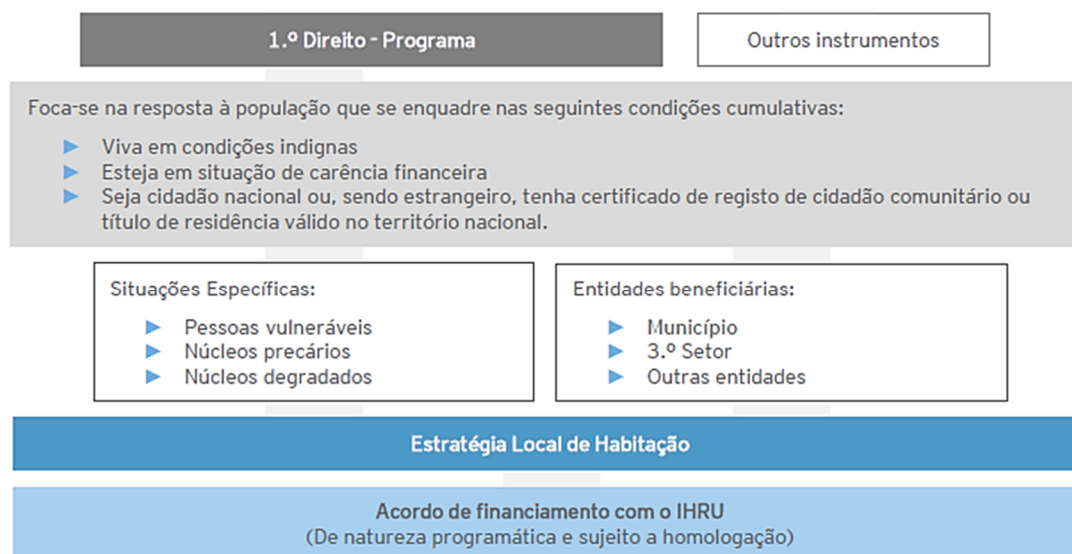 1.º Direito - Programa
Outros instrumentos
Foca-se na resposta à população que se enquadre nas seguintes condições cumulativas:
► Viva em condições indignas
► Esteja em situação de carência financeira
► Seja cidadão nacional ou, sendo estrangeiro, tenha certificado de registo de cidadão comunitário ou
título de residência válido no território nacional.
Situações Específicas:
► Pessoas vulneráveis
► Núcleos precários
► Núcleos degradados
Entidades beneficiárias:
► Município
► 3.º Setor
► Outras entidades
Estratégia Local de Habitação
Acordo de financiamento com o IHRU
(De natureza programática e sujeito a homologação)